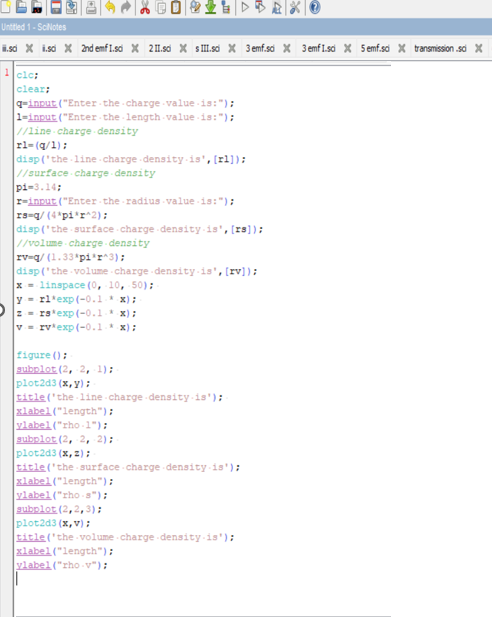 Untitled 1 - SciNotes
iii.sci ii.sci 2nd emf I.sci 2 II.sci s III.sci 3 emf.sci 3 emf I.sci 5 emf.sci transmission .sci
1
clc;
clear;
q=input("Enter the charge value is:");
l=input("Enter the length value is:");
//line charge density
rl=(q/l);
disp('the line charge density is',[rl]);
//surface charge density
pi=3.14;
r=input("Enter the radius value is:");
rs=q/(4*pi*r^2);
disp('the surface charge density is',[rs]);
//volume charge density
rv=q/(1.33*pi*r^3);
disp('the volume charge density is',[rv]);
x = linspace(0, 10, 50);
y = rl*exp(-0.1 * x);
z = rs*exp(-0.1 * x);
v = rv*exp(-0.1 * x);
figure();
subplot(2, 2, 1);
plot2d3(x,y);
title('the line charge density is');
xlabel("length");
ylabel("rho l");
subplot(2, 2, 2);
plot2d3(x,z);
title('the surface charge density is');
xlabel("length");
ylabel("rho s");
subplot(2,2,3);
plot2d3(x,v);
title('the volume charge density is');
xlabel("length");
ylabel("rho v");